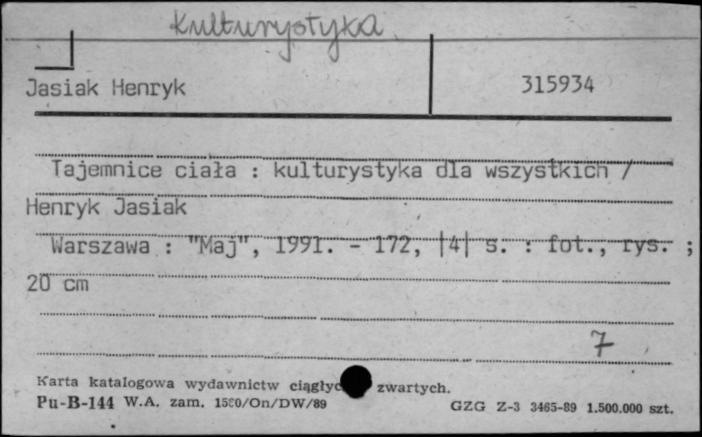 Kulturystyka
Jasiak Henryk 315934
Tajemnice ciała : kulturystyka dla wszystkich /
Henryk Jasiak
Warszawa : "Maj", 1991. - 172, |4| s. : fot., rys. ;
20 cm
7
Karta katalogowa wydawnictw zwartych.
Pu-B-144 W.A. zam. /On/DW/89 GZG Z-3 3465-89 1.500.000 szt.